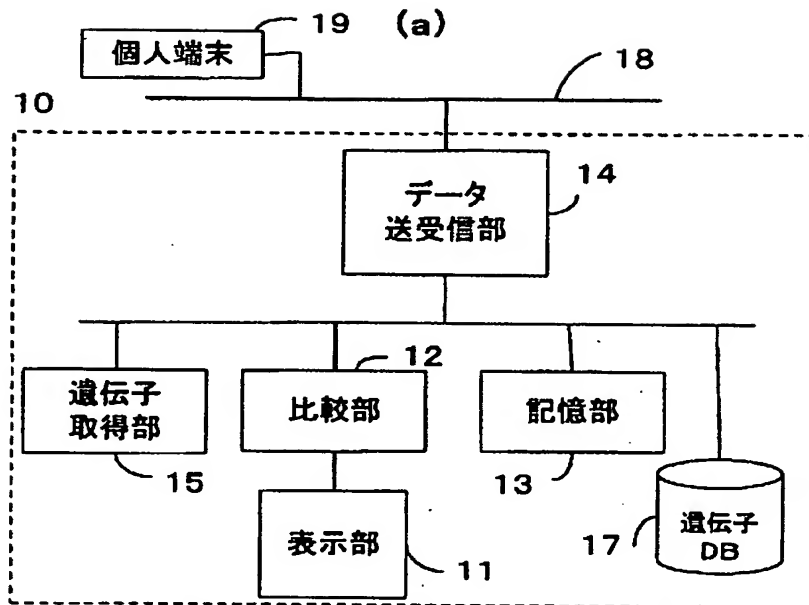 19 (a)
個人端末
18
10
データ
送受信部
14
遺伝子
取得部
15
12
比較部
記憶部
13
表示部
11
17
遺伝子
DB